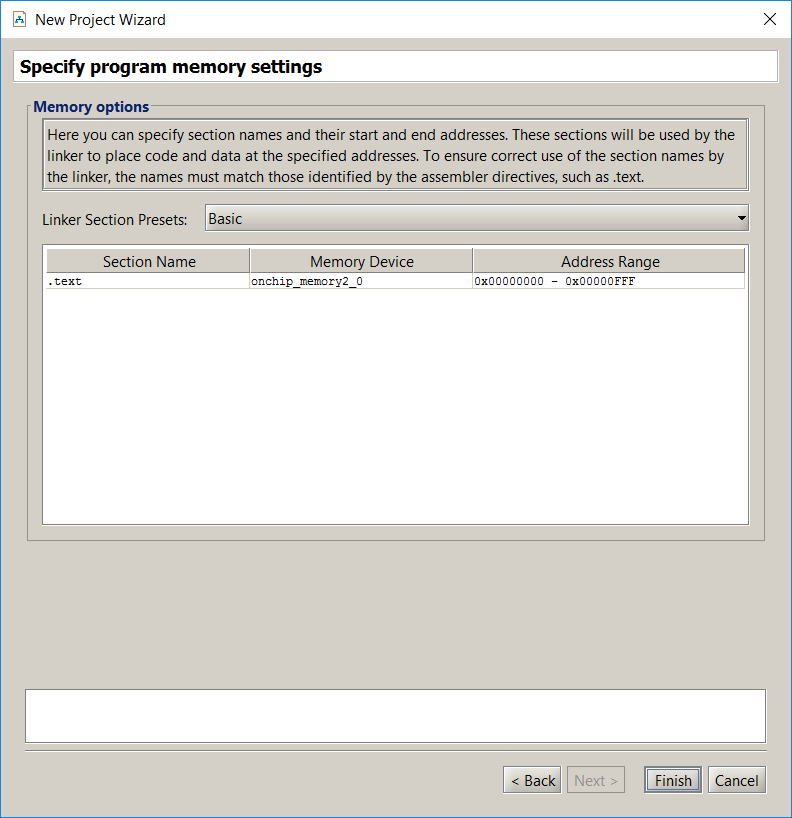 New Project Wizard
Specify program memory settings
Memory options
Here you can specify section names and their start and end addresses. These sections will be used by the
linker to place code and data at the specified addresses. To ensure correct use of the section names by
the linker, the names must match those identified by the assembler directives, such as .text.
Linker Section Presets: Basic
Section Name Memory Device Address Range
.text onchip_memory2_0 0x00000000 - 0x00000FFF
< Back Next > Finish Cancel